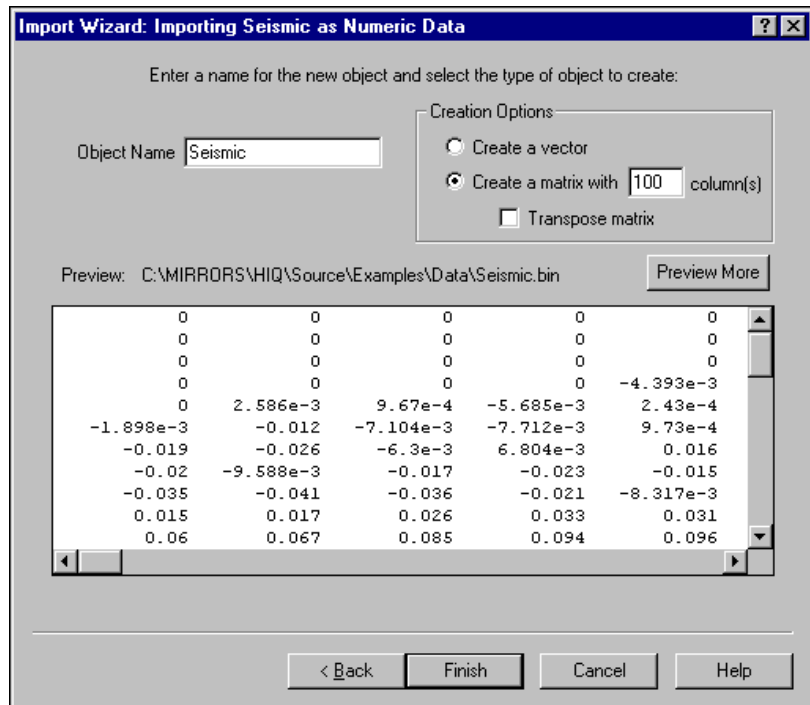 Import Wizard: Importing Seismic as Numeric Data
Enter a name for the new object and select the type of object to create:
Creation Options
Object Name Seismic
Create a vector
Create a matrix with 100 column(s)
Transpose matrix
Preview: C:\MIRRORS\HIQ\Source\Examples\Data\Seismic.bin
Preview More
0 0 0 0 0
0 0 0 0 0
0 0 0 0 0
0 0 0 0 -4.393e-3
0 2.586e-3 9.67e-4 -5.685e-3 2.43e-4
-1.898e-3 -0.012 -7.104e-3 -7.712e-3 9.73e-4
-0.019 -0.026 -6.3e-3 6.804e-3 0.016
-0.02 -9.588e-3 -0.017 -0.023 -0.015
-0.035 -0.041 -0.036 -0.021 -8.317e-3
0.015 0.017 0.026 0.033 0.031
0.06 0.067 0.085 0.094 0.096
< Back Finish Cancel Help